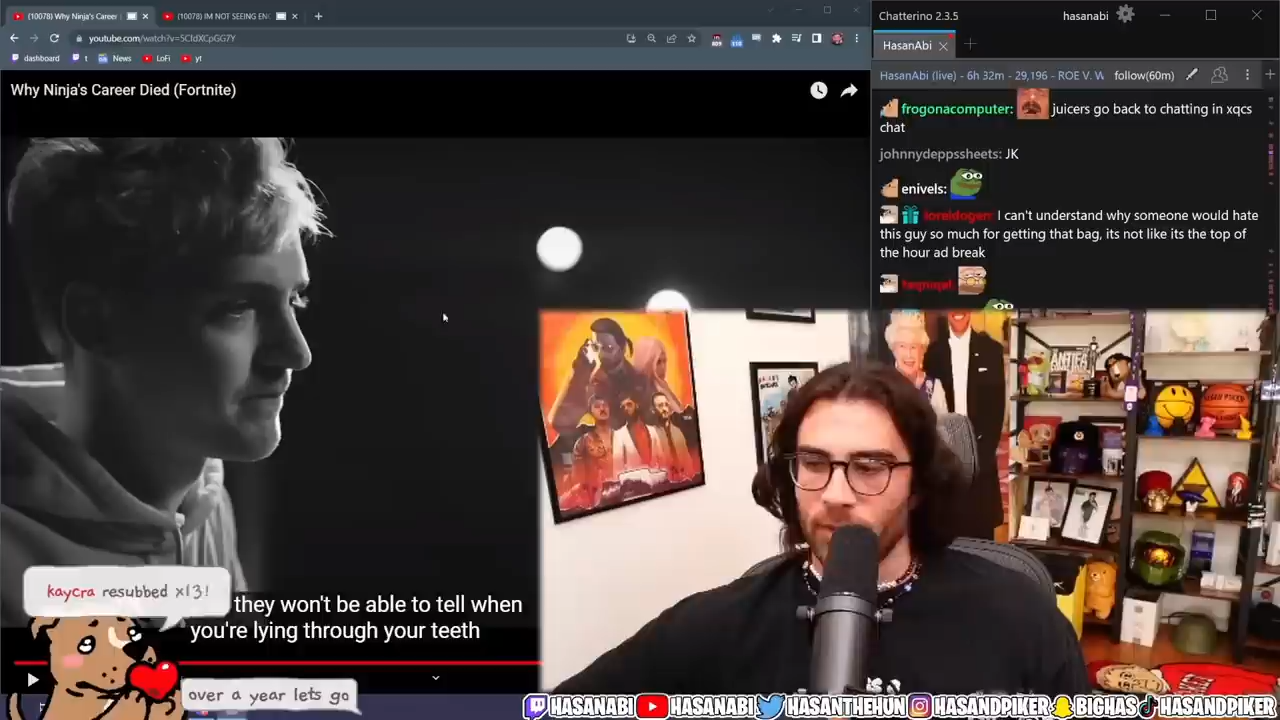 (10078) Why Ninja's Career
(10078) IM NOT SEEING EN
youtube.com/watch?v=5CfdXCpGG7Y
dashboard
t
News
LoFi
yt
Why Ninja's Career Died (Fortnite)
they won't be able to tell when
you're lying through your teeth
kaycra resubbed x13!
over a year lets go
Chatterino 2.3.5
hasanabi
HasanAbi
HasanAbi (live) - 6h 32m - 29,196 - ROE V. W
follow(60m)
frogonacomputer: juicers go back to chatting in xqcs
chat
johnnydeppssheets: JK
enivels:
loreldogen: I can't understand why someone would hate
this guy so much for getting that bag, its not like its the top of
the hour ad break
ANTIFA
HASANABI HASANABI HASANTHEHUN HASANDPIKER BIGHAS HASANDPIKER